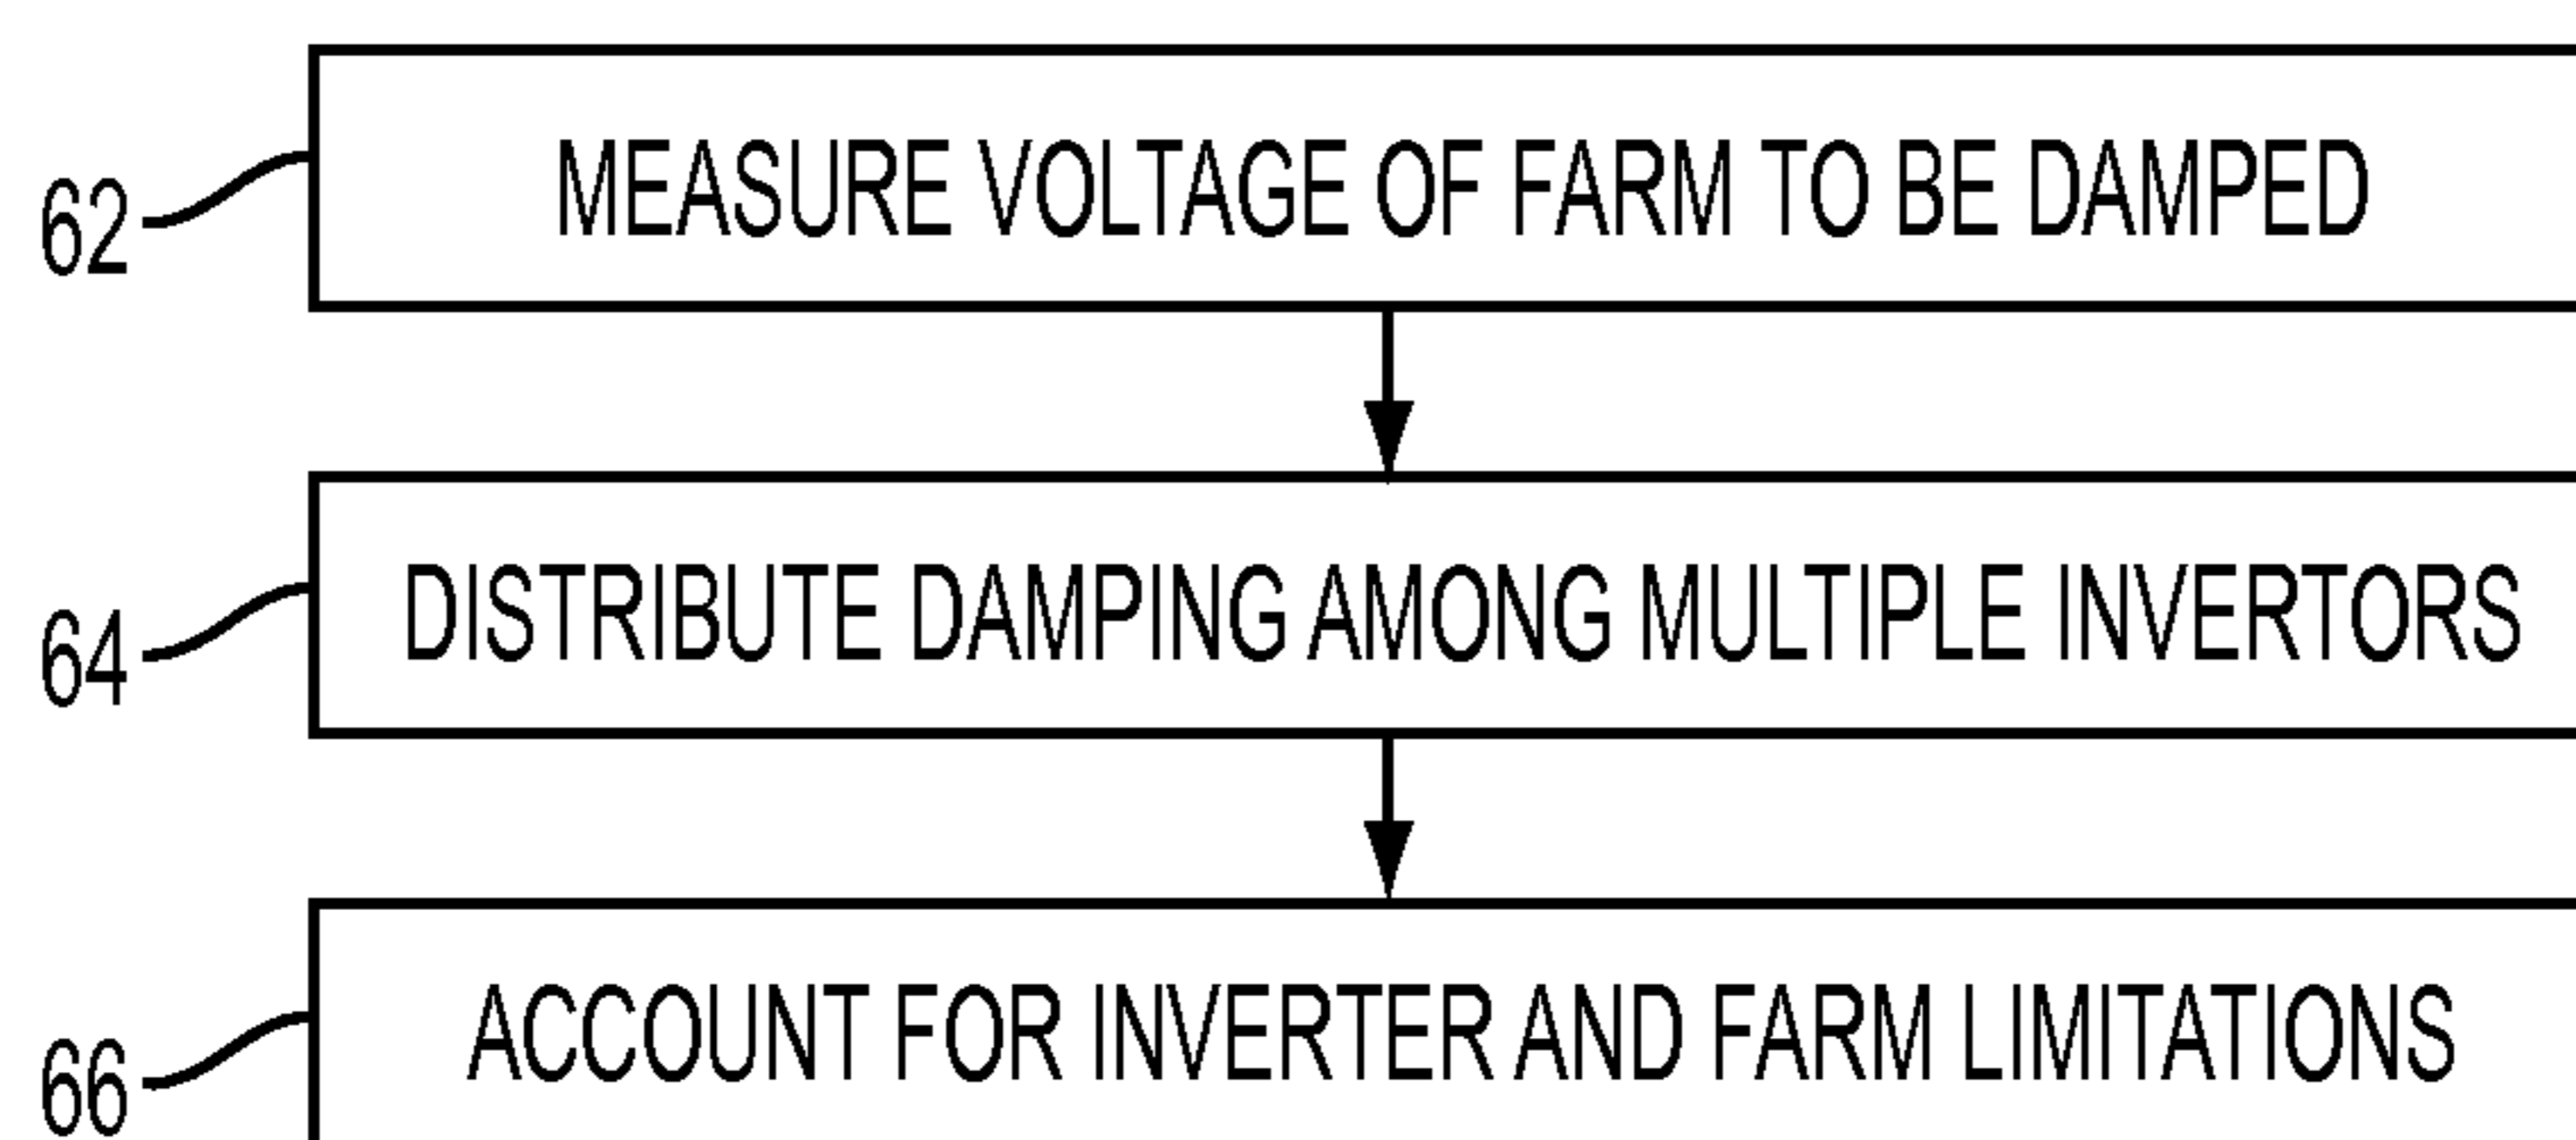 62 MEASURE VOLTAGE OF FARM TO BE DAMPED
64 DISTRIBUTE DAMPING AMONG MULTIPLE INVERTORS
66 ACCOUNT FOR INVERTER AND FARM LIMITATIONS